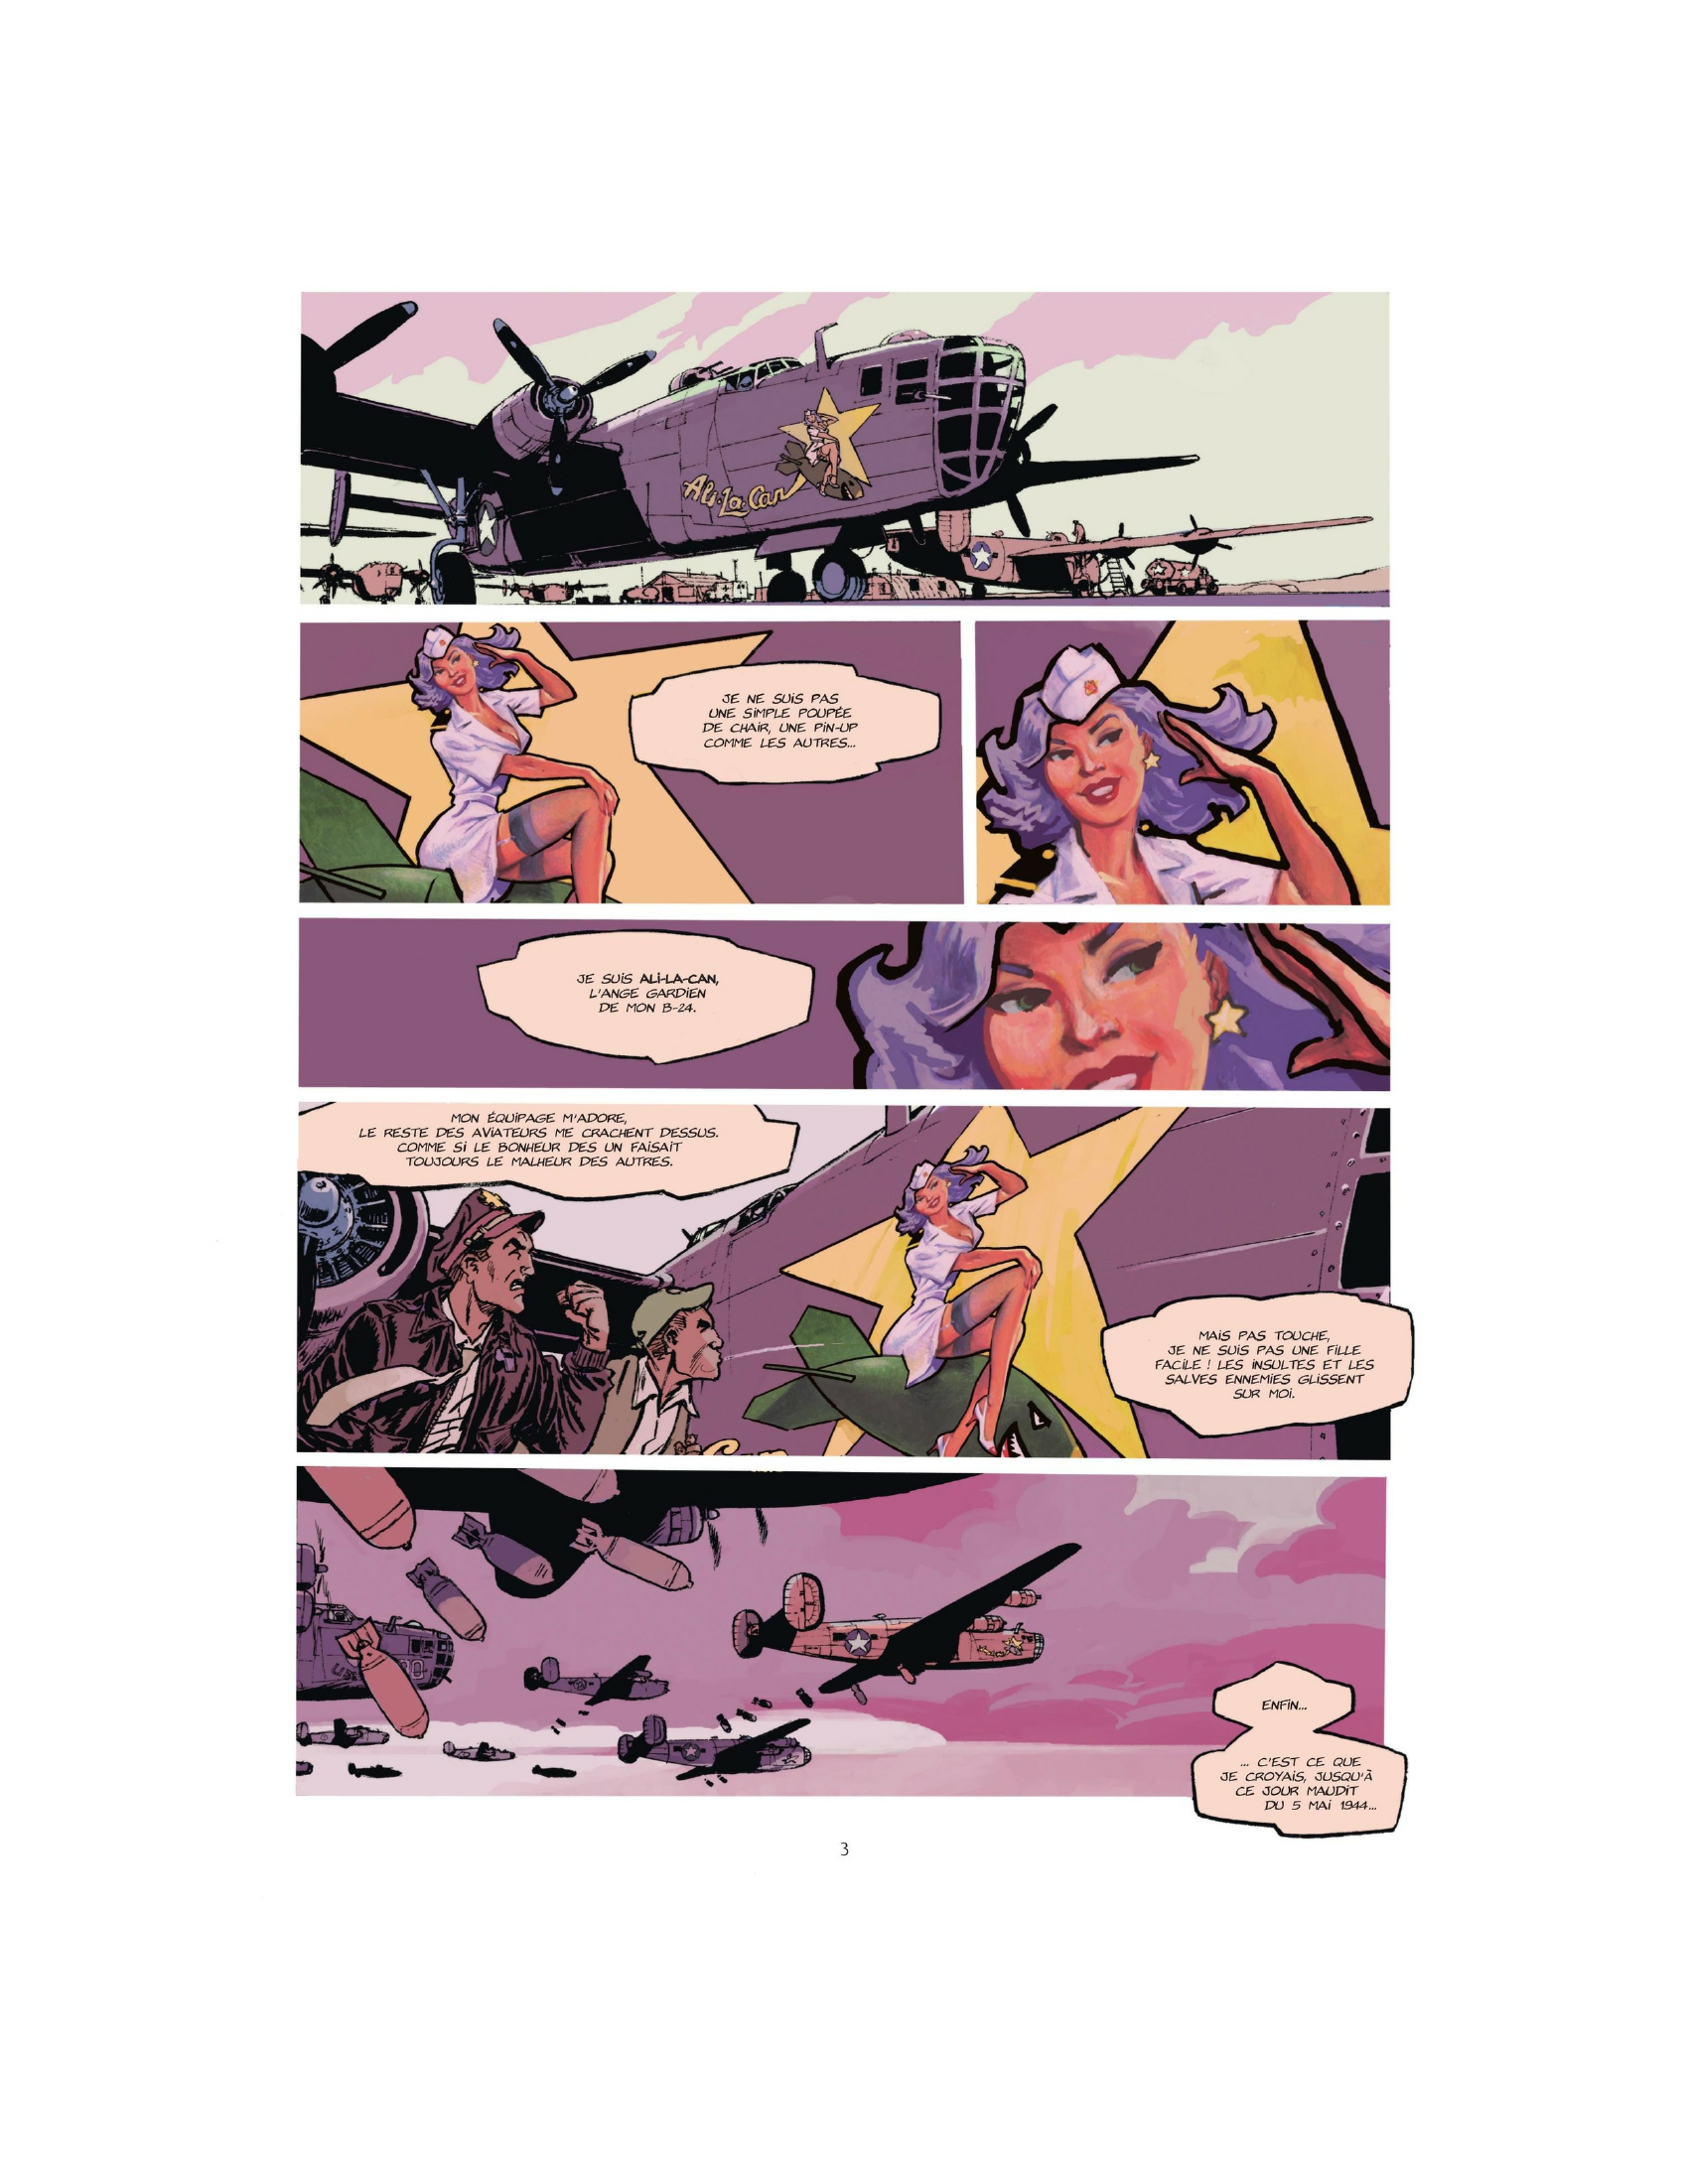 Ali-La-Can
JE NE SUIS PAS
UNE SIMPLE POUPÉE
DE CHAIR, UNE PIN-UP
COMME LES AUTRES...
JE SUIS ALI-LA-CAN,
L'ANGE GARDIEN
DE MON B-24.
MON ÉQUIPAGE M'ADORE,
LE RESTE DES AVIATEURS ME CRACHENT DESSUS.
COMME SI LE BONHEUR DES UN FAISAIT
TOUJOURS LE MALHEUR DES AUTRES.
MAIS PAS TOUCHE,
JE NE SUIS PAS UNE FILLE
FACILE ! LES INSULTES ET LES
SALVES ENNEMIES GLISSENT
SUR MOI.
ENFIN...
... C'EST CE QUE
JE CROYAIS, JUSQU'À
CE JOUR MAUDIT
DU 5 MAI 1944...
3